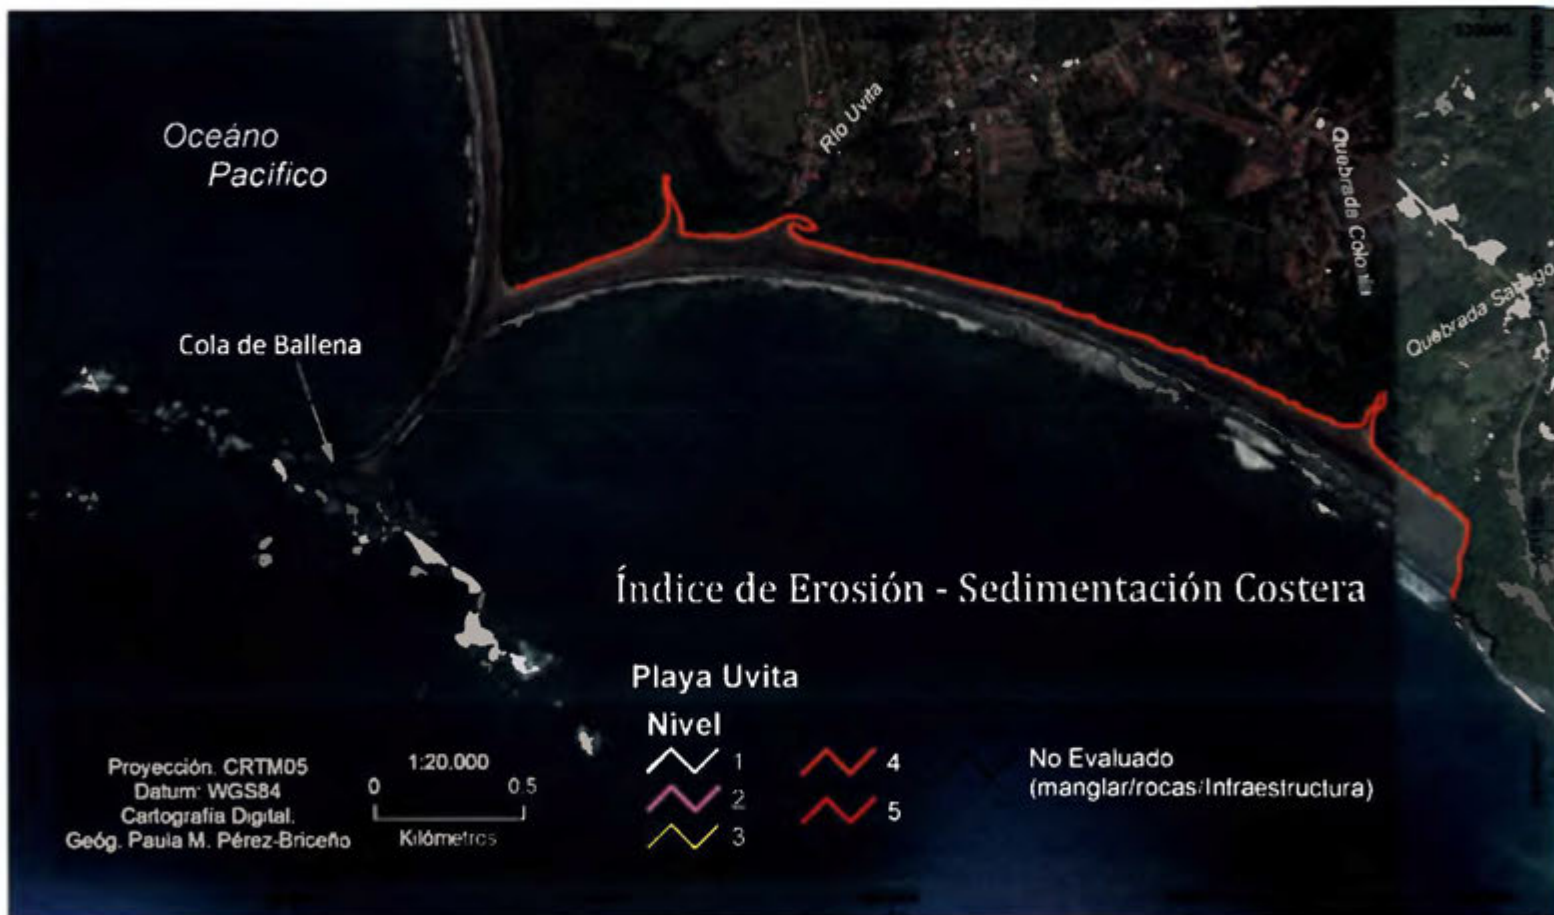 Oceáno
Pacifico
Río Uvita
Quebrada Colonia
Quebrada
Cola de Ballena
Índice de Erosión - Sedimentación Costera
Playa Uvita
Nivel
1
2
3
4
5
No Evaluado
(manglar/rocas/Infraestructura)
Proyección. CRTM05
Datum: WGS84
Cartografía Digital.
Geóg. Paula M. Pérez-Briceño
1:20.000
0 0.5
Kilómetros